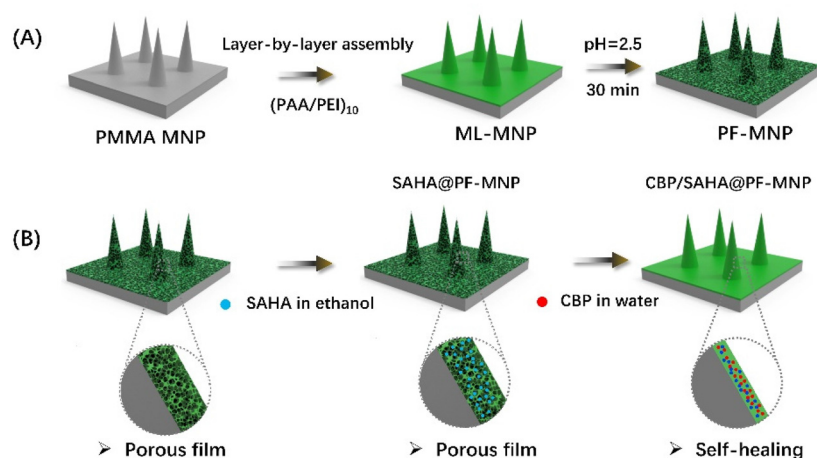 (A)
Layer-by-layer assembly
(PAA/PEI)10
pH=2.5
30 min
PMMA MNP
ML-MNP
PF-MNP
(B)
SAHA@PF-MNP
CBP/SAHA@PF-MNP
SAHA in ethanol
CBP in water
➢ Porous film
➢ Porous film
➢ Self-healing